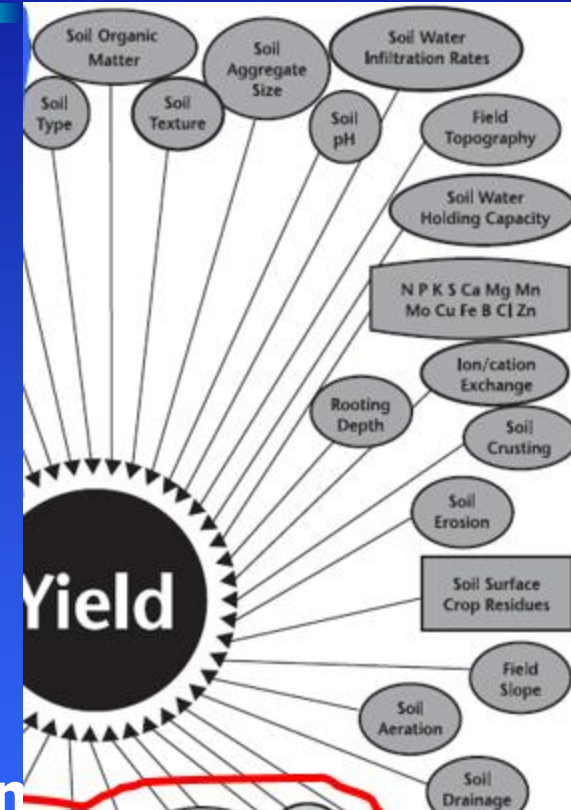 Soil Organic
Matter
Soil
Aggregate
Size
Soil Water
Infiltration Rates
Soil
Type
Soil
Texture
Soil
pH
Field
Topography
Soil Water
Holding Capacity
N P K S Ca Mg Mn
Mo Cu Fe B Cl Zn
Ion/cation
Exchange
Rooting
Depth
Soil
Crusting
Soil
Erosion
Yield
Soil Surface
Crop Residues
Field
Slope
Soil
Aeration
Soil
Drainage
n